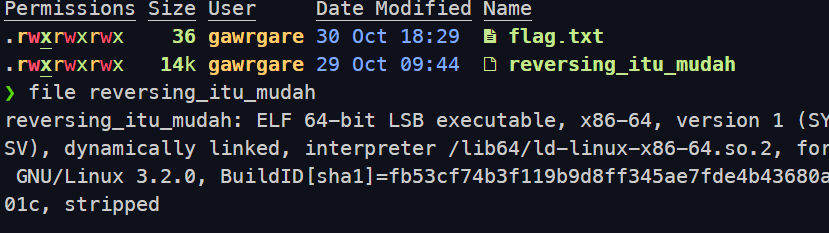 Permissions Size User Date Modified Name
.rwxrwxrwx 36 gawrgare 30 Oct 18:29 flag.txt
.rwxrwxrwx 14k gawrgare 29 Oct 09:44 reversing_itu_mudah
❯ file reversing_itu_mudah
reversing_itu_mudah: ELF 64-bit LSB executable, x86-64, version 1 (SY
SV), dynamically linked, interpreter /lib64/ld-linux-x86-64.so.2, for
GNU/Linux 3.2.0, BuildID[sha1]=fb53cf74b3f119b9d8ff345ae7fde4b43680a
01c, stripped